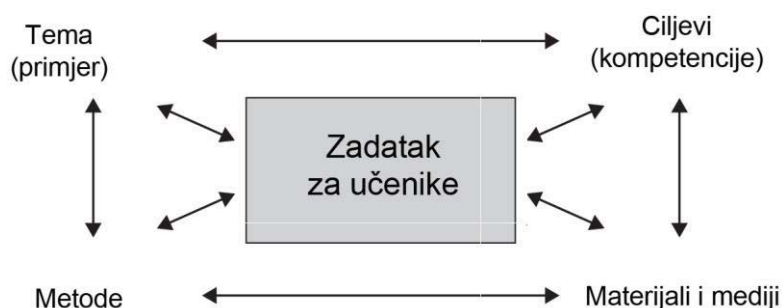 Tema
(primjer)
Ciljevi
(kompetencije)
Zadatak
za učenike
Metode
Materijali i mediji